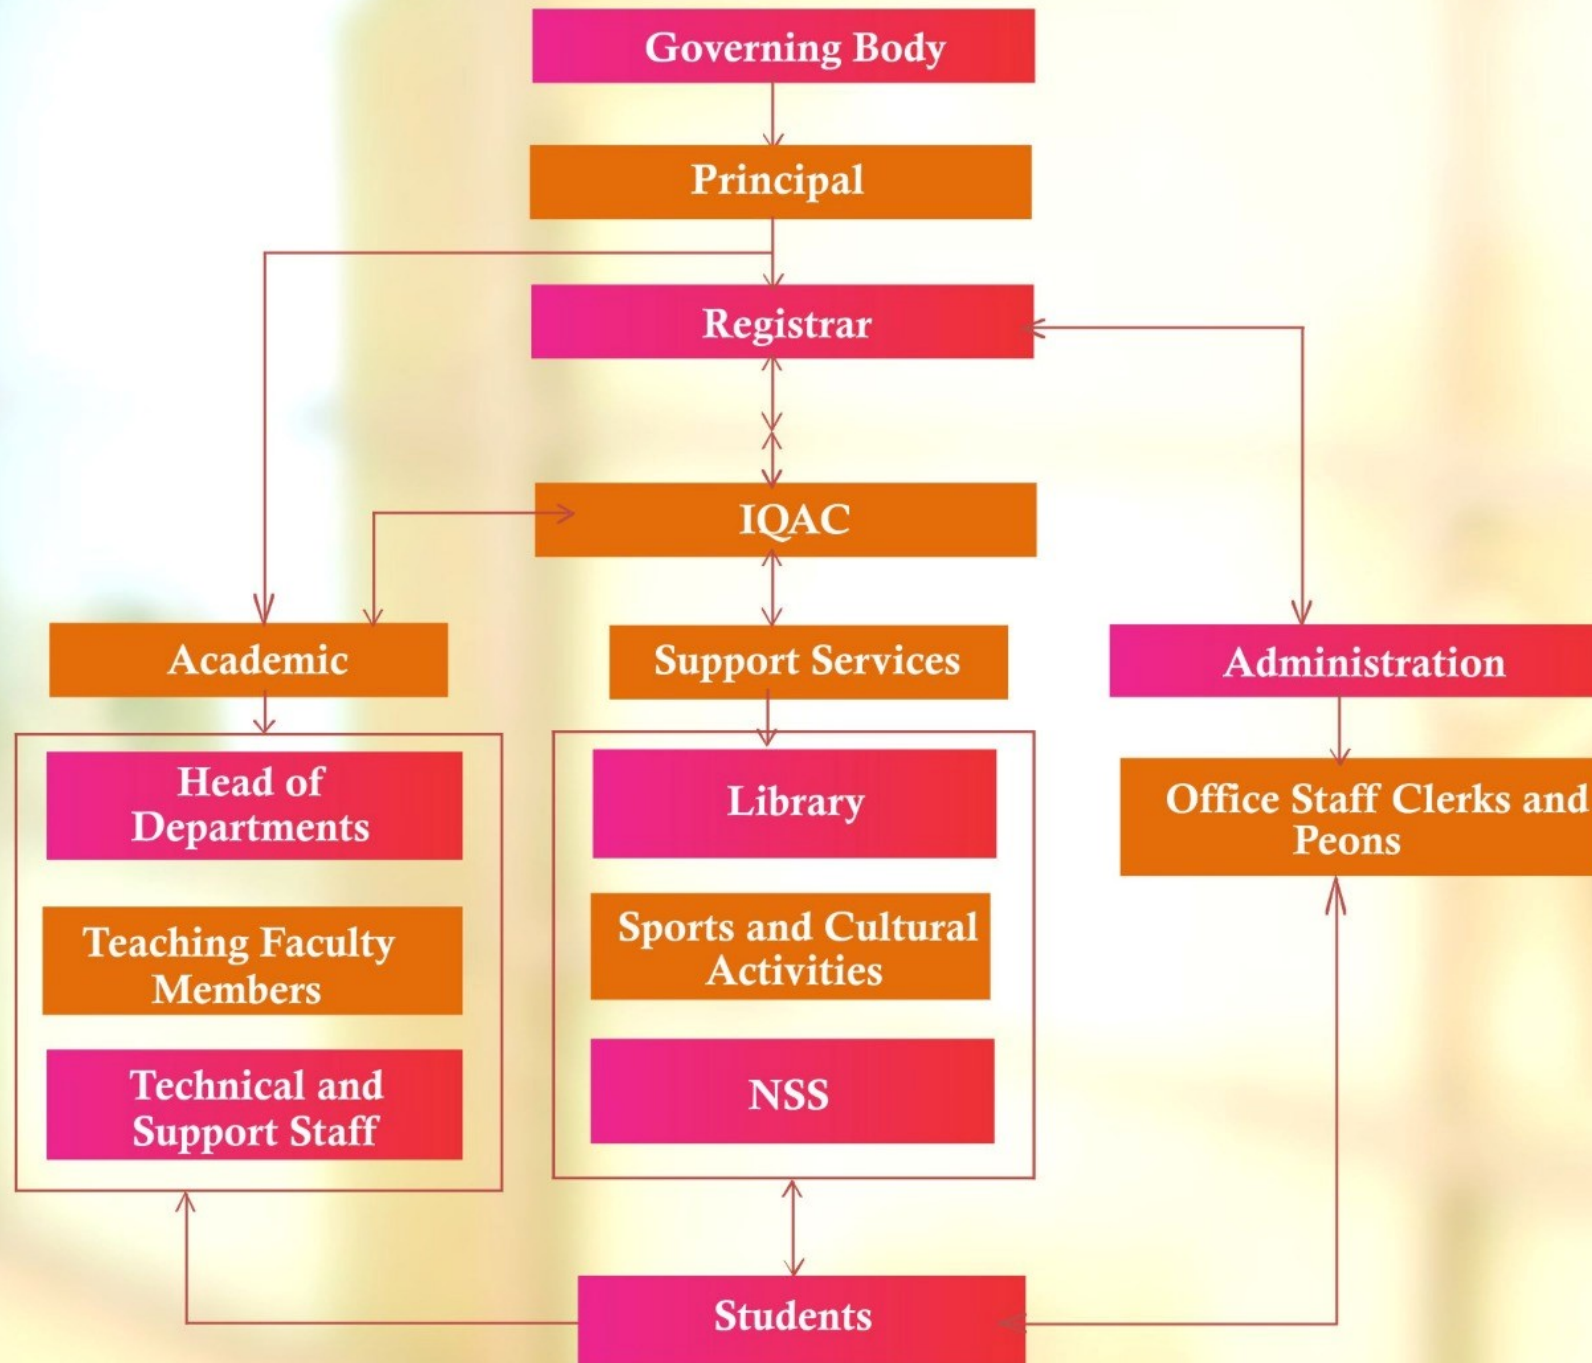 Governing Body
Principal
Registrar
IQAC
Academic
Support Services
Administration
Head of
Departments
Library
Office Staff Clerks and
Peons
Teaching Faculty
Members
Sports and Cultural
Activities
Technical and
Support Staff
NSS
Students